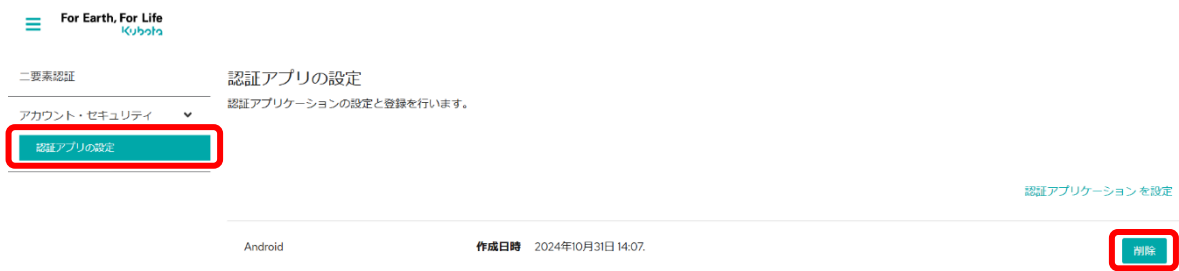 For Earth, For Life
Kubota
二要素認証
アカウント・セキュリティ
認証アプリの設定
認証アプリの設定
認証アプリケーションの設定と登録を行います。
認証アプリケーション を設定
Android 作成日時 2024年10月31日 14:07. 削除